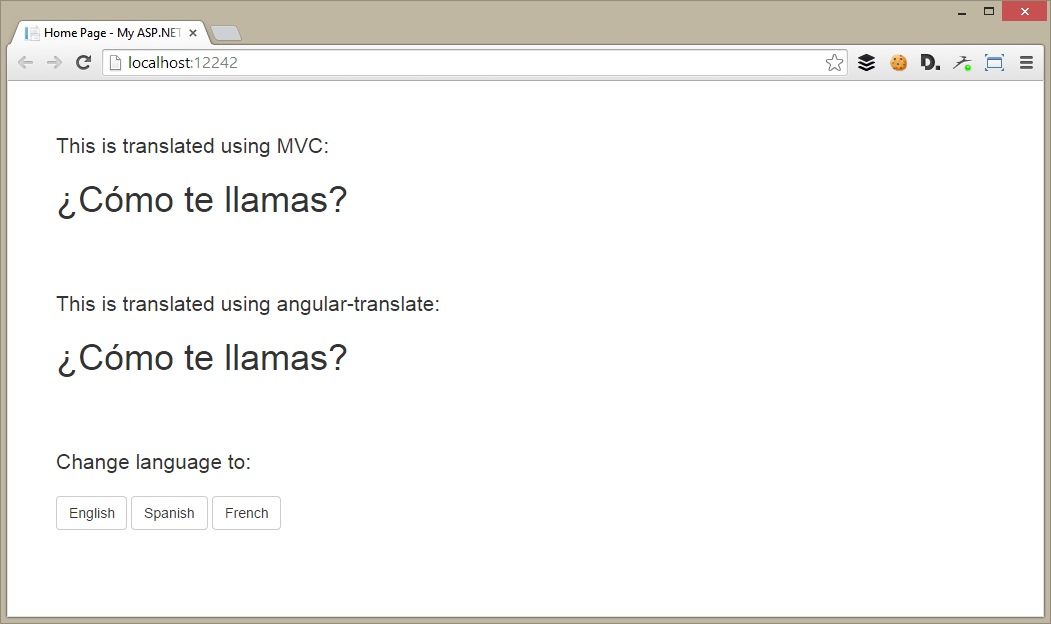 Home Page - My ASP.NET
localhost:12242
D.
This is translated using MVC:
¿Cómo te llamas?
This is translated using angular-translate:
¿Cómo te llamas?
Change language to:
English Spanish French